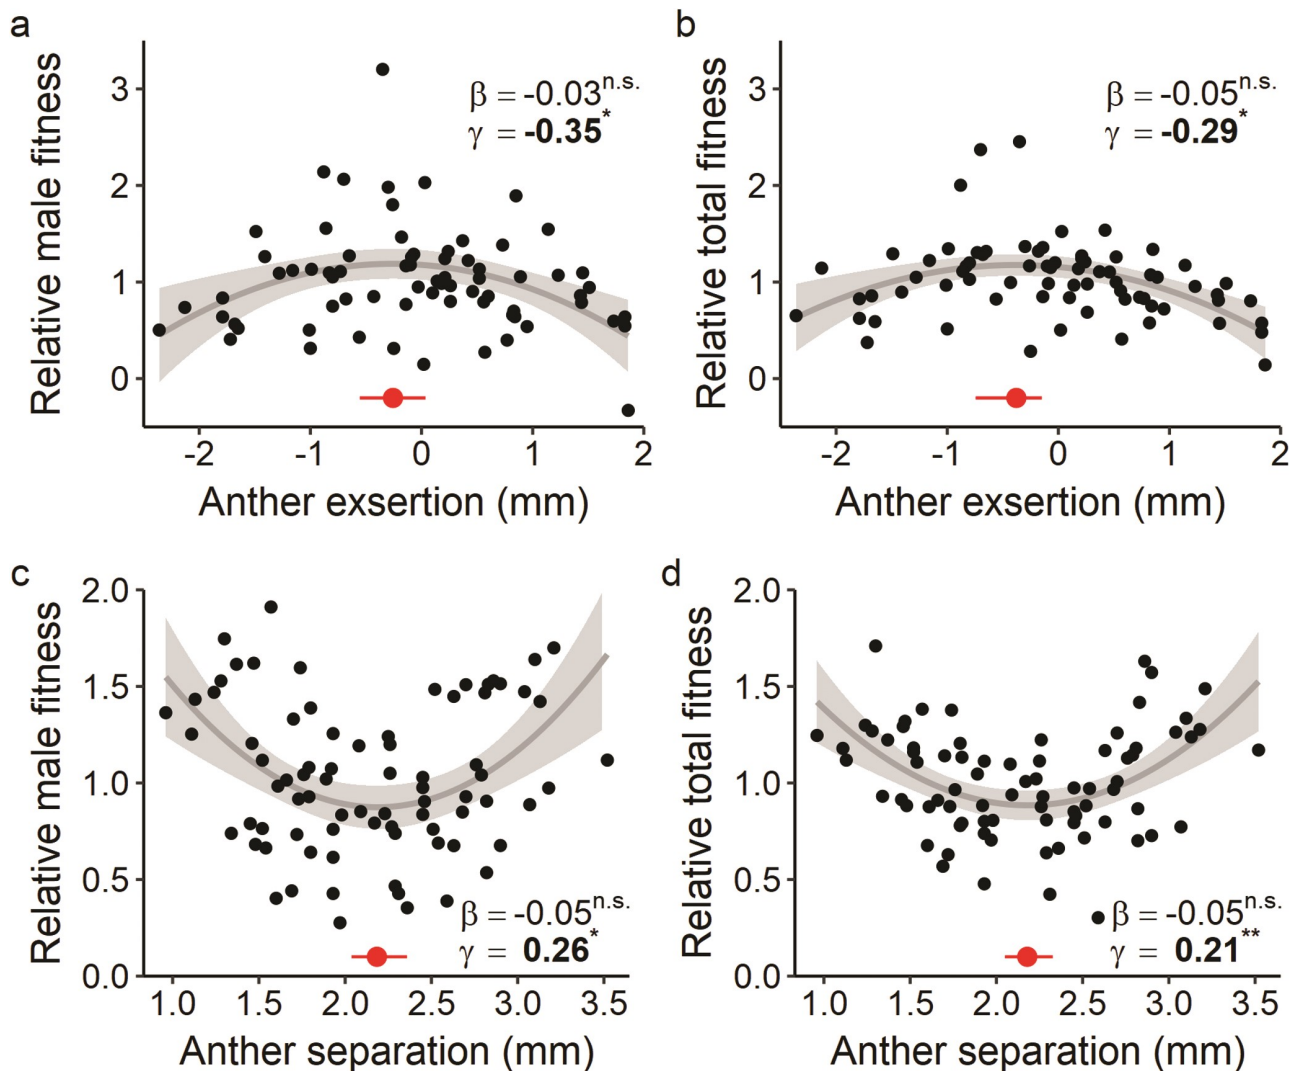 a
Relative male fitness
3
2
1
0
β = -0.03n.s.
γ = -0.35*
-2 -1 0 1 2
Anther exsertion (mm)
b
Relative total fitness
3
2
1
0
β = -0.05n.s.
γ = -0.29*
-2 -1 0 1 2
Anther exsertion (mm)
c
Relative male fitness
2.0
1.5
1.0
0.5
0.0
β = -0.05n.s.
γ = 0.26*
1.0 1.5 2.0 2.5 3.0 3.5
Anther separation (mm)
d
Relative total fitness
2.0
1.5
1.0
0.5
0.0
β = -0.05n.s.
γ = 0.21**
1.0 1.5 2.0 2.5 3.0 3.5
Anther separation (mm)